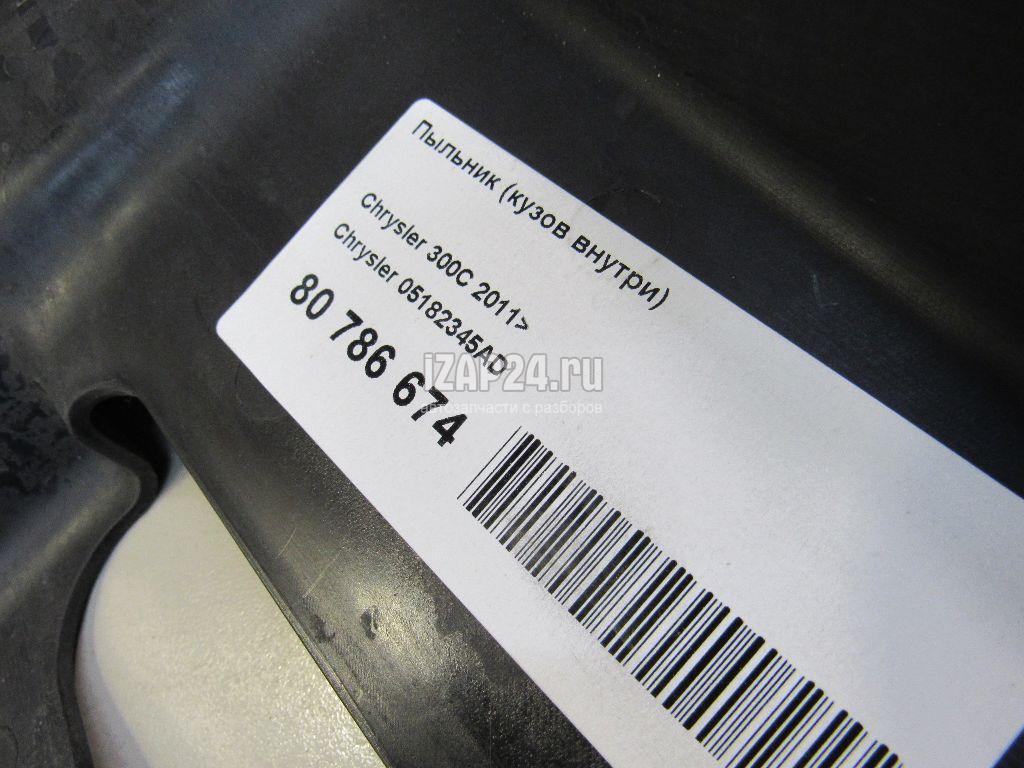 Пыльник (кузов внутри)
Chrysler 300C 2011>
Chrysler 05182345AD
80 786 674
iZAP24.ru
автозапчасти с разборов